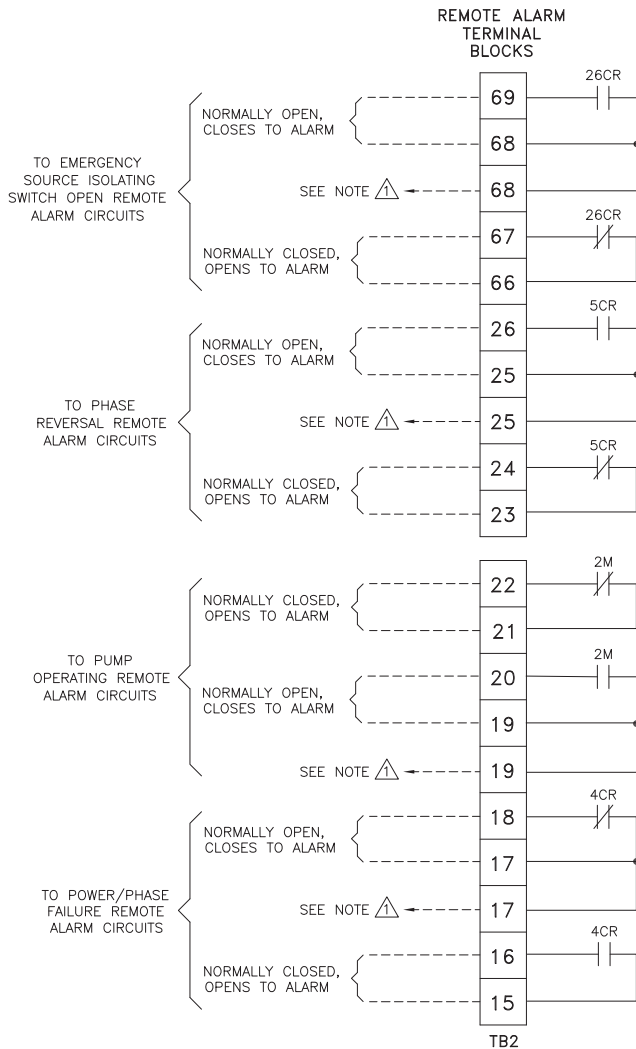 REMOTE ALARM
TERMINAL
BLOCKS
TO EMERGENCY
SOURCE ISOLATING
SWITCH OPEN REMOTE
ALARM CIRCUITS
NORMALLY OPEN,
CLOSES TO ALARM
69
26CR
68
SEE NOTE 1
68
NORMALLY CLOSED,
OPENS TO ALARM
67
26CR
66
TO PHASE
REVERSAL REMOTE
ALARM CIRCUITS
NORMALLY OPEN,
CLOSES TO ALARM
26
5CR
25
SEE NOTE 1
25
NORMALLY CLOSED,
OPENS TO ALARM
24
5CR
23
TO PUMP
OPERATING REMOTE
ALARM CIRCUITS
NORMALLY CLOSED,
OPENS TO ALARM
22
2M
21
NORMALLY OPEN,
CLOSES TO ALARM
20
2M
19
SEE NOTE 1
19
TO POWER/PHASE
FAILURE REMOTE
ALARM CIRCUITS
NORMALLY OPEN,
CLOSES TO ALARM
18
4CR
17
SEE NOTE 1
17
NORMALLY CLOSED,
OPENS TO ALARM
16
4CR
15
TB2